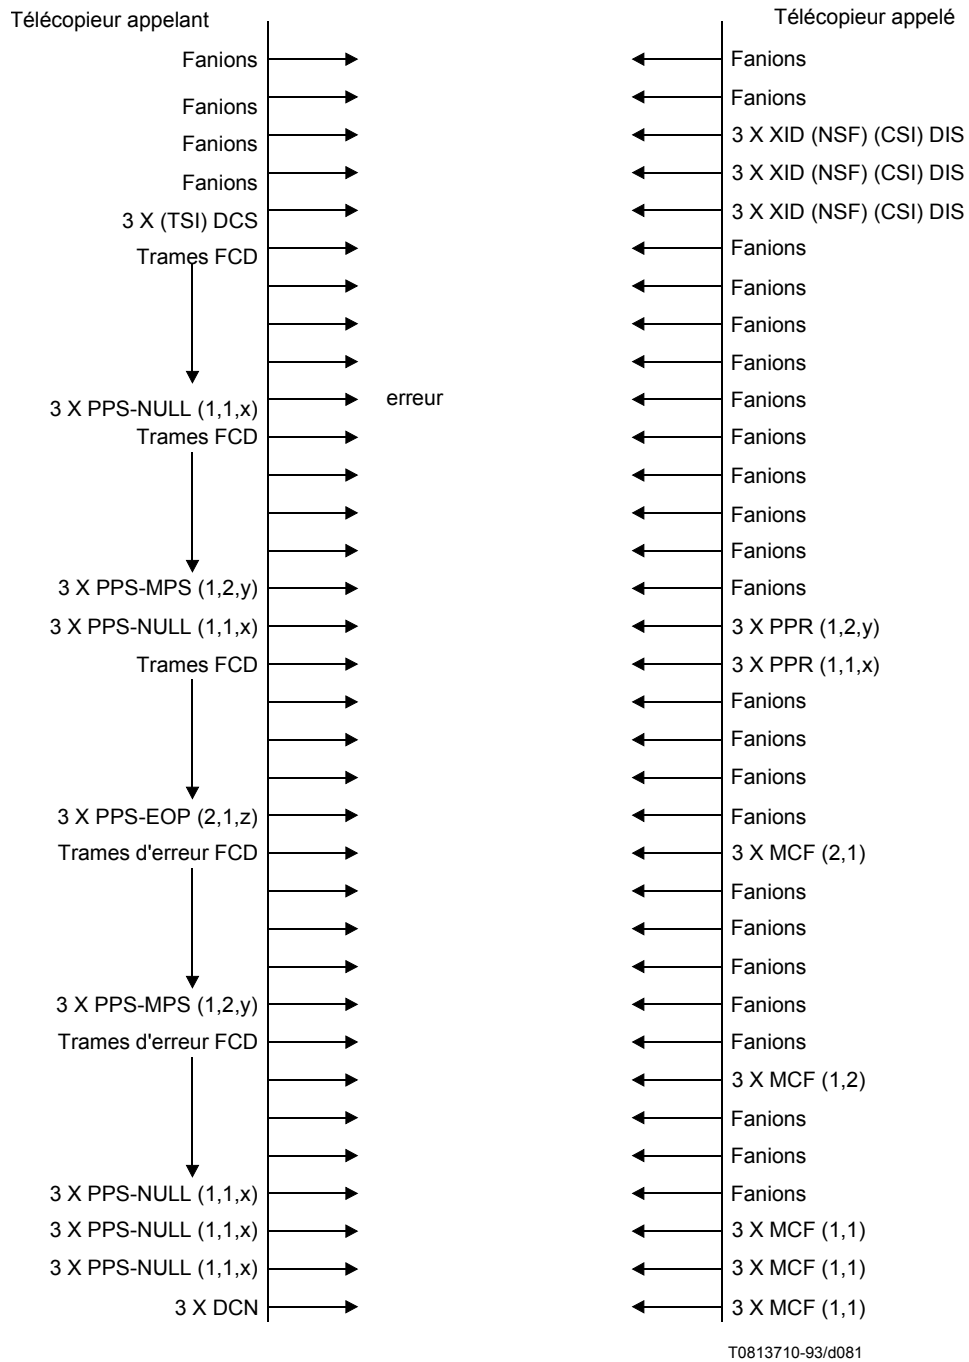 Télécopieur appelant Télécopieur appelé
Fanions Fanions
Fanions Fanions
Fanions 3 X XID (NSF) (CSI) DIS
Fanions 3 X XID (NSF) (CSI) DIS
3 X (TSI) DCS 3 X XID (NSF) (CSI) DIS
Trames FCD Fanions
Fanions
Fanions
Fanions
3 X PPS-NULL (1,1,x) erreur Fanions
Trames FCD Fanions
Fanions
Fanions
Fanions
3 X PPS-MPS (1,2,y) Fanions
3 X PPS-NULL (1,1,x) 3 X PPR (1,2,y)
Trames FCD 3 X PPR (1,1,x)
Fanions
Fanions
Fanions
3 X PPS-EOP (2,1,z) Fanions
Trames d'erreur FCD 3 X MCF (2,1)
Fanions
Fanions
Fanions
3 X PPS-MPS (1,2,y) Fanions
Trames d'erreur FCD Fanions
3 X MCF (1,2)
Fanions
Fanions
3 X PPS-NULL (1,1,x) Fanions
3 X PPS-NULL (1,1,x) 3 X MCF (1,1)
3 X PPS-NULL (1,1,x) 3 X MCF (1,1)
3 X DCN 3 X MCF (1,1)
T0813710-93/d081